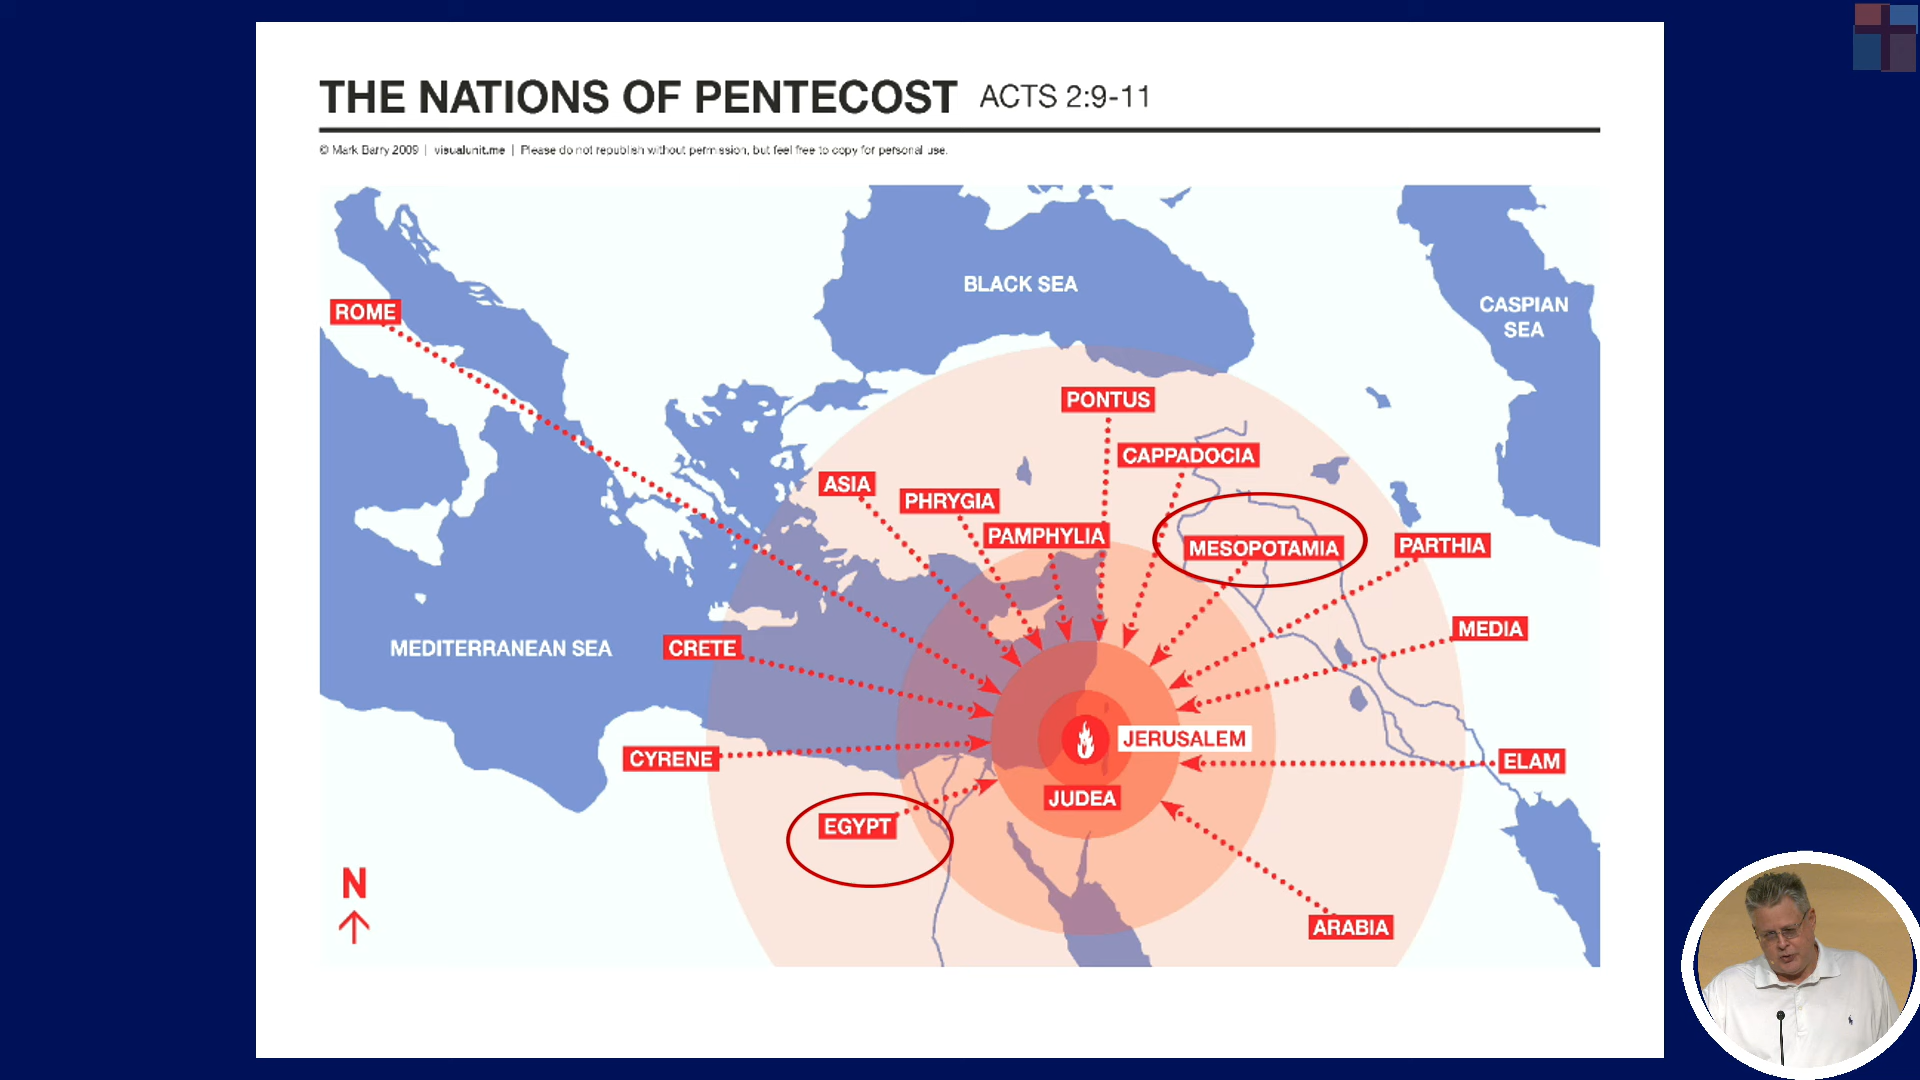 THE NATIONS OF PENTECOST ACTS 2:9-11
© Mark Barry 2009 | visualunit.me | Please do not republish without permission, but feel free to copy for personal use.
BLACK SEA
CASPIAN
SEA
ROME
PONTUS
CAPPADOCIA
ASIA
PHRYGIA
PAMPHYLIA
MESOPOTAMIA
PARTHIA
MEDIA
MEDITERRANEAN SEA
CRETE
JERUSALEM
CYRENE
ELAM
JUDEA
EGYPT
N
ARABIA